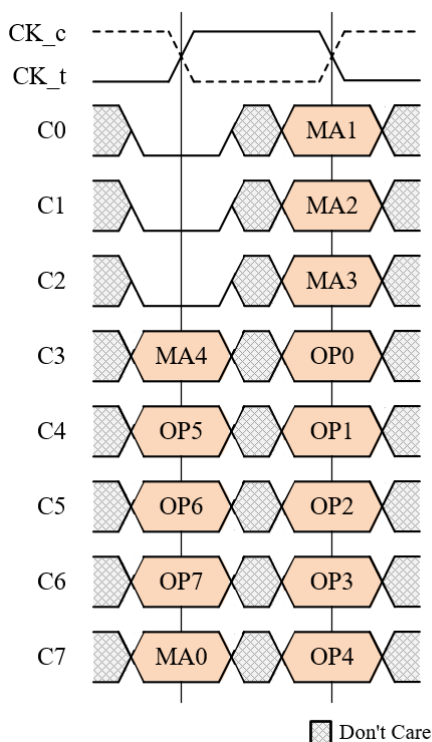 CK_c
CK_t
C0 MA1
C1 MA2
C2 MA3
C3 MA4 OP0
C4 OP5 OP1
C5 OP6 OP2
C6 OP7 OP3
C7 MA0 OP4
Don't Care